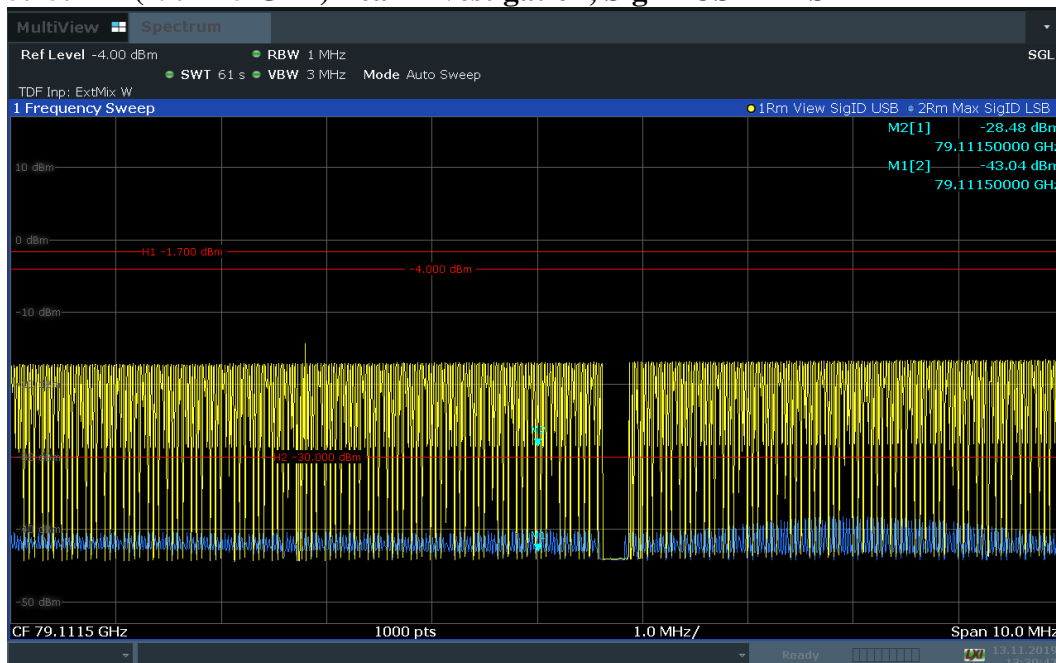 MultiView Spectrum
Ref Level -4.00 dBm RBW 1 MHz SGL
SWT 61 s VBW 3 MHz Mode Auto Sweep
TDF Inp: ExtMix W
1 Frequency Sweep 1Rm View SigID USB 2Rm Max SigID LSB
M2[1] -28.48 dBm
79.11150000 GHz
M1[2] -43.04 dBm
79.11150000 GHz
10 dBm
0 dBm
H1 -1.700 dBm
-4.000 dBm
-10 dBm
H2 -30.000 dBm
-50 dBm
CF 79.1115 GHz 1000 pts 1.0 MHz/ Span 10.0 MHz
Ready LXI 13.11.2019